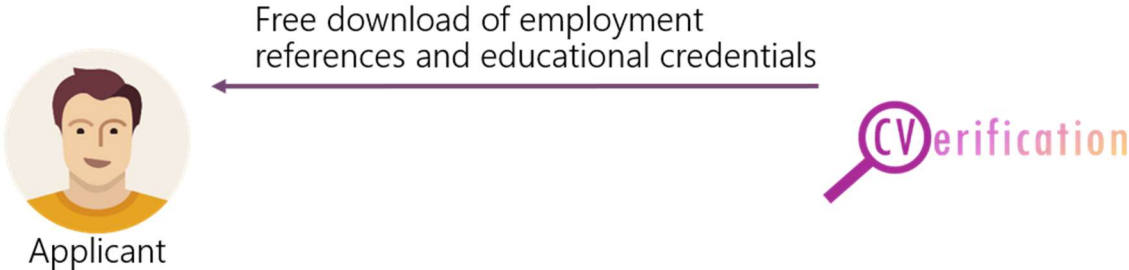 Free download of employment
references and educational credentials
CVerification
Applicant